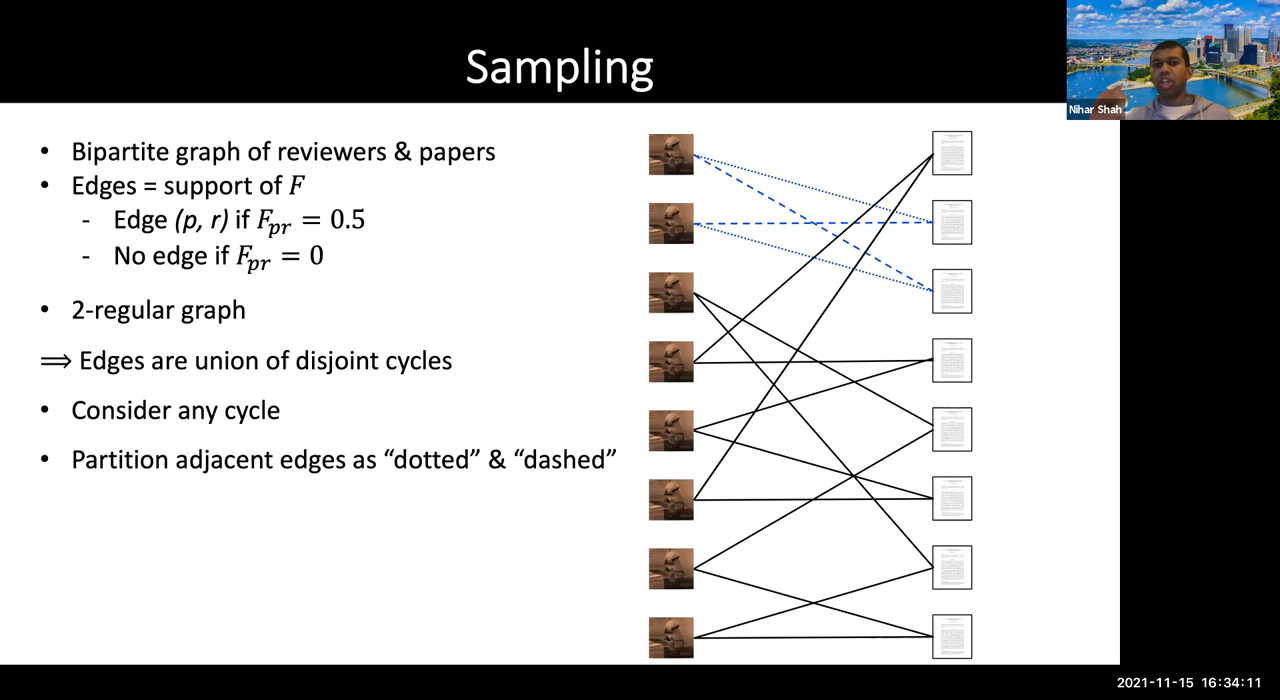 Sampling
Nihar Shah
• Bipartite graph of reviewers & papers
• Edges = support of F
- Edge (p, r) if Fpr = 0.5
- No edge if Fpr = 0
• 2-regular graph
⟹ Edges are union of disjoint cycles
• Consider any cycle
• Partition adjacent edges as “dotted” & “dashed”
2021-11-15 16:34:11